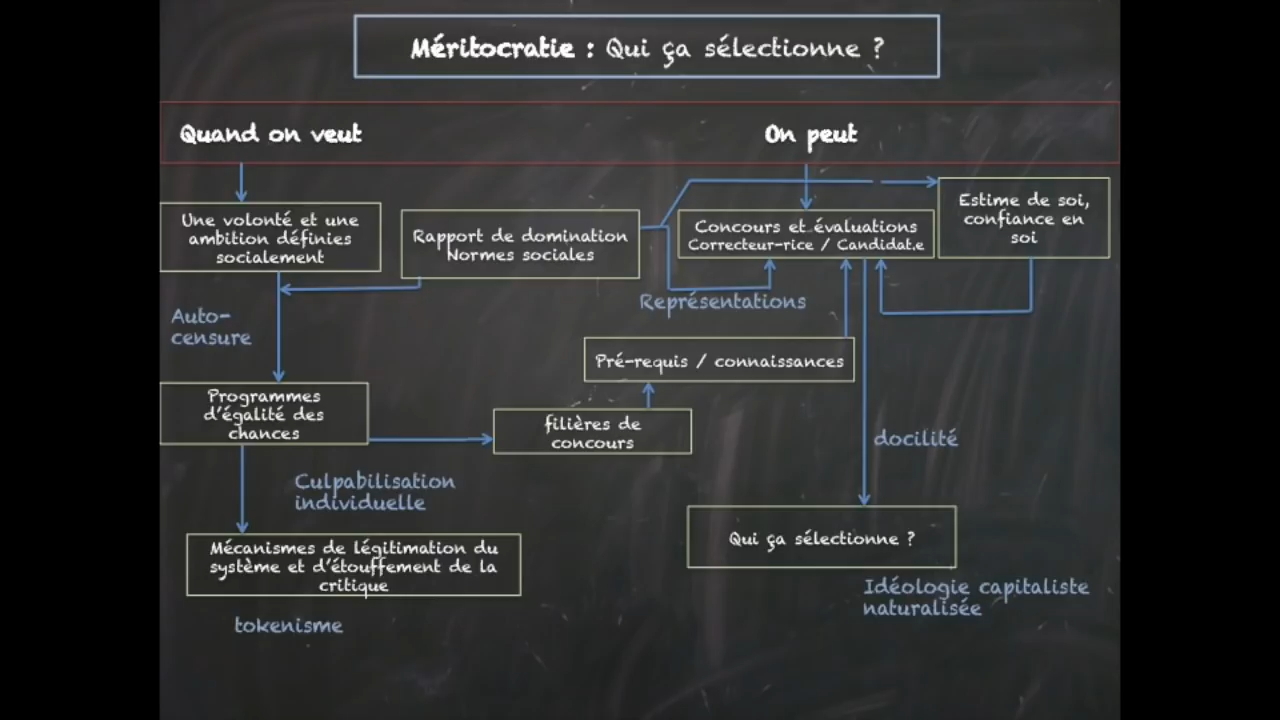 Méritocratie : Qui ça sélectionne ?
Quand on veut
On peut
Une volonté et une
ambition définies
socialement
Rapport de domination
Normes sociales
Concours et évaluations
Correcteur-rice / Candidat.e
Estime de soi,
confiance en
soi
Représentations
Auto-
censure
Pré-requis / connaissances
Programmes
d'égalité des
chances
filières de
concours
docilité
Culpabilisation
individuelle
Mécanismes de légitimation du
système et d'étouffement de la
critique
Qui ça sélectionne ?
Idéologie capitaliste
naturalisée
tokenisme